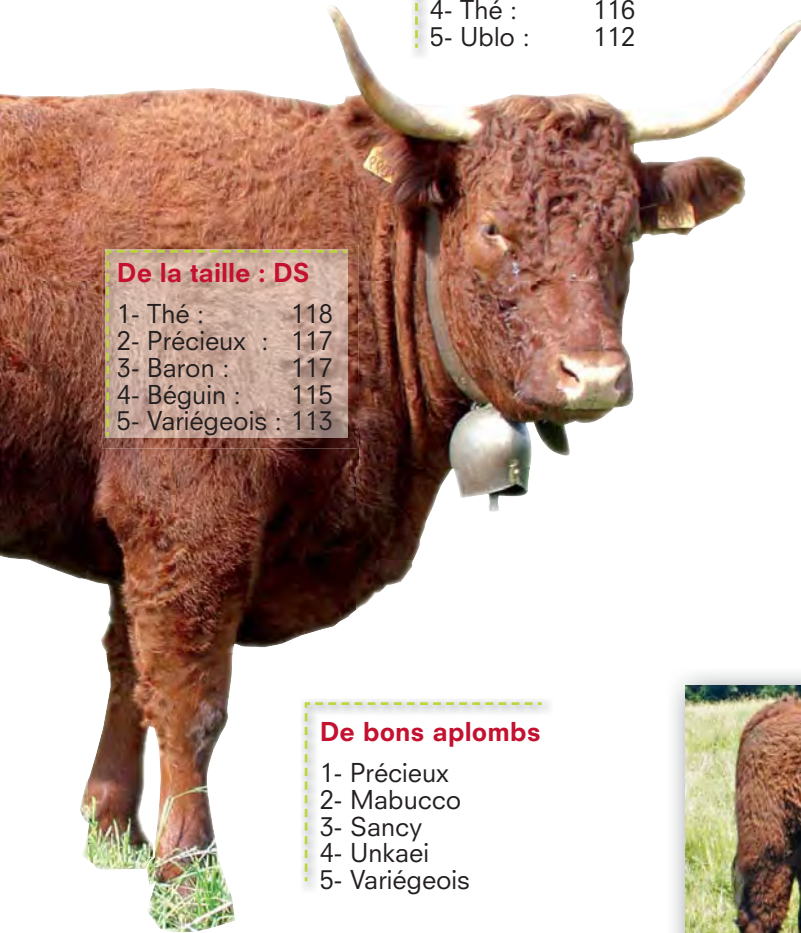 4- Thé : 116
5- Ublo : 112
De la taille : DS
1- Thé : 118
2- Précieux : 117
3- Baron : 117
4- Béguin : 115
5- Variégeois : 113
De bons aplombs
1- Précieux
2- Mabucco
3- Sancy
4- Unkaei
5- Variégeois